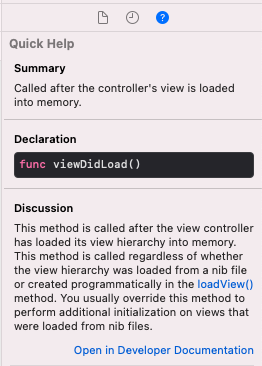 Quick Help
Summary
Called after the controller's view is loaded
into memory.
Declaration
func viewDidLoad()
Discussion
This method is called after the view controller
has loaded its view hierarchy into memory.
This method is called regardless of whether
the view hierarchy was loaded from a nib file
or created programmatically in the loadView()
method. You usually override this method to
perform additional initialization on views that
were loaded from nib files.
Open in Developer Documentation